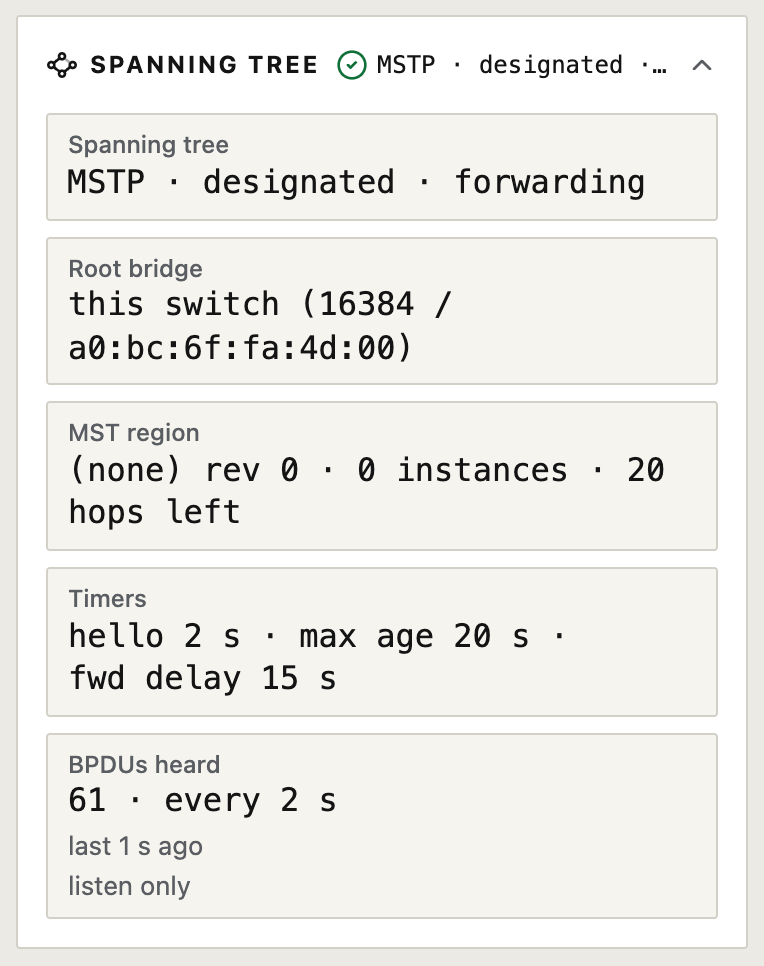 SPANNING TREE MSTP · designated ·…
Spanning tree
MSTP · designated · forwarding
Root bridge
this switch (16384 /
a0:bc:6f:fa:4d:00)
MST region
(none) rev 0 · 0 instances · 20
hops left
Timers
hello 2 s · max age 20 s ·
fwd delay 15 s
BPDUs heard
61 · every 2 s
last 1 s ago
listen only